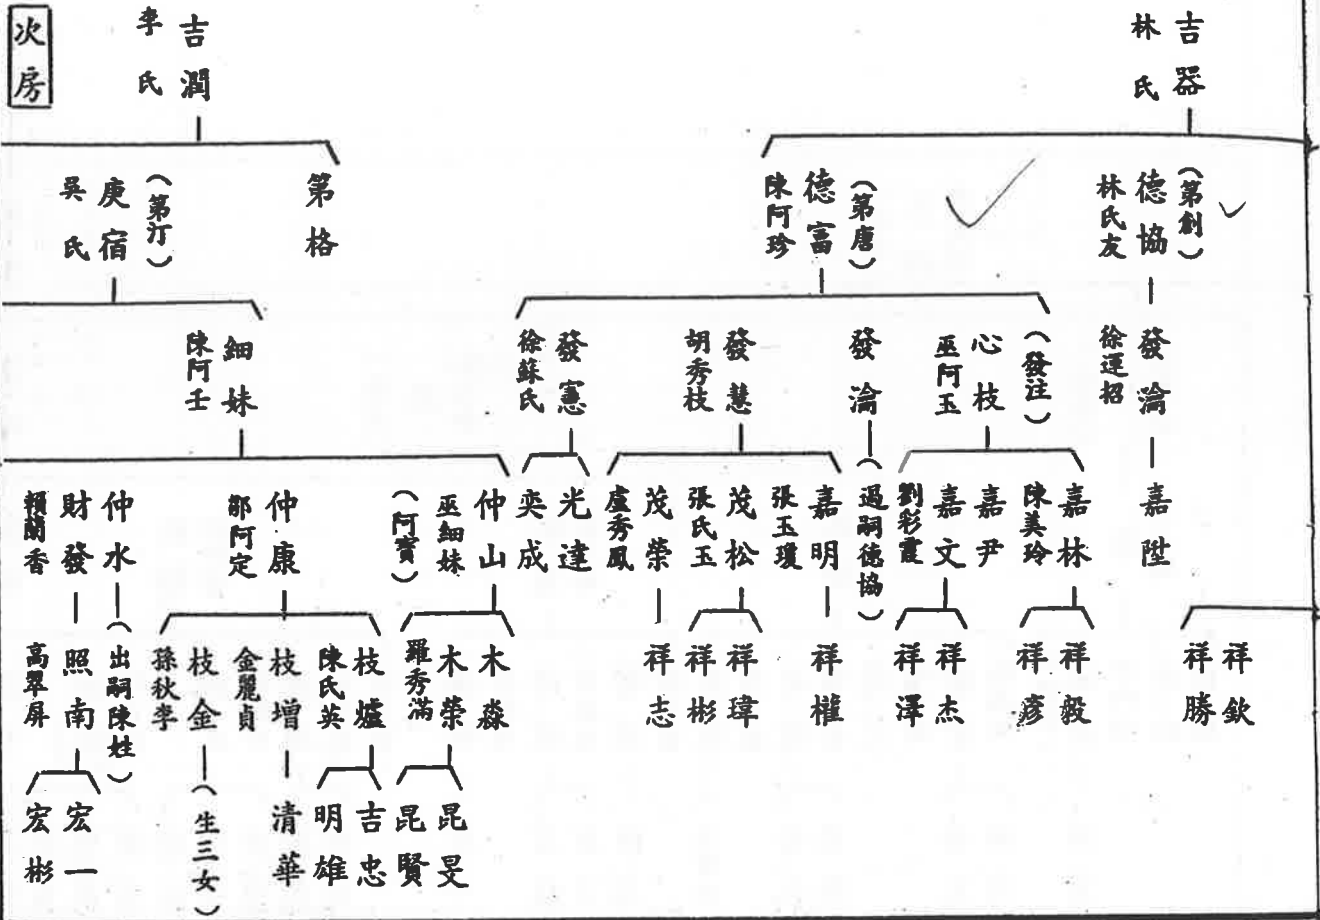 吉器
林氏
吉潤
李氏
次房
（第創）
德協
林氏友
（第唐）
德富
陳阿珍
第格
（第汀）
庚宿
吳氏
發淪
徐運招
（發注）
心枝
巫阿玉
發淪
發慧
胡秀枝
發憲
徐蘇氏
細妹
陳阿壬
嘉陞
嘉林
陳美玲
嘉尹
嘉文
劉彩霞
（過嗣德協）
嘉明
張玉瓊
茂松
張氏玉
茂榮
盧秀鳳
光達
奕成
仲山
巫細妹
（阿寶）
仲康
鄒阿定
仲水
財發
賴蘭香
祥欽
祥勝
祥毅
祥彥
祥杰
祥澤
祥權
祥瑋
祥彬
祥志
木淼
木榮
羅秀滿
枝爐
陳氏英
枝增
金麗貞
枝金
孫秋李
（出嗣陳姓）
照南
高翠屏
昆旻
昆賢
吉忠
明雄
清華
（生三女）
宏一
宏彬